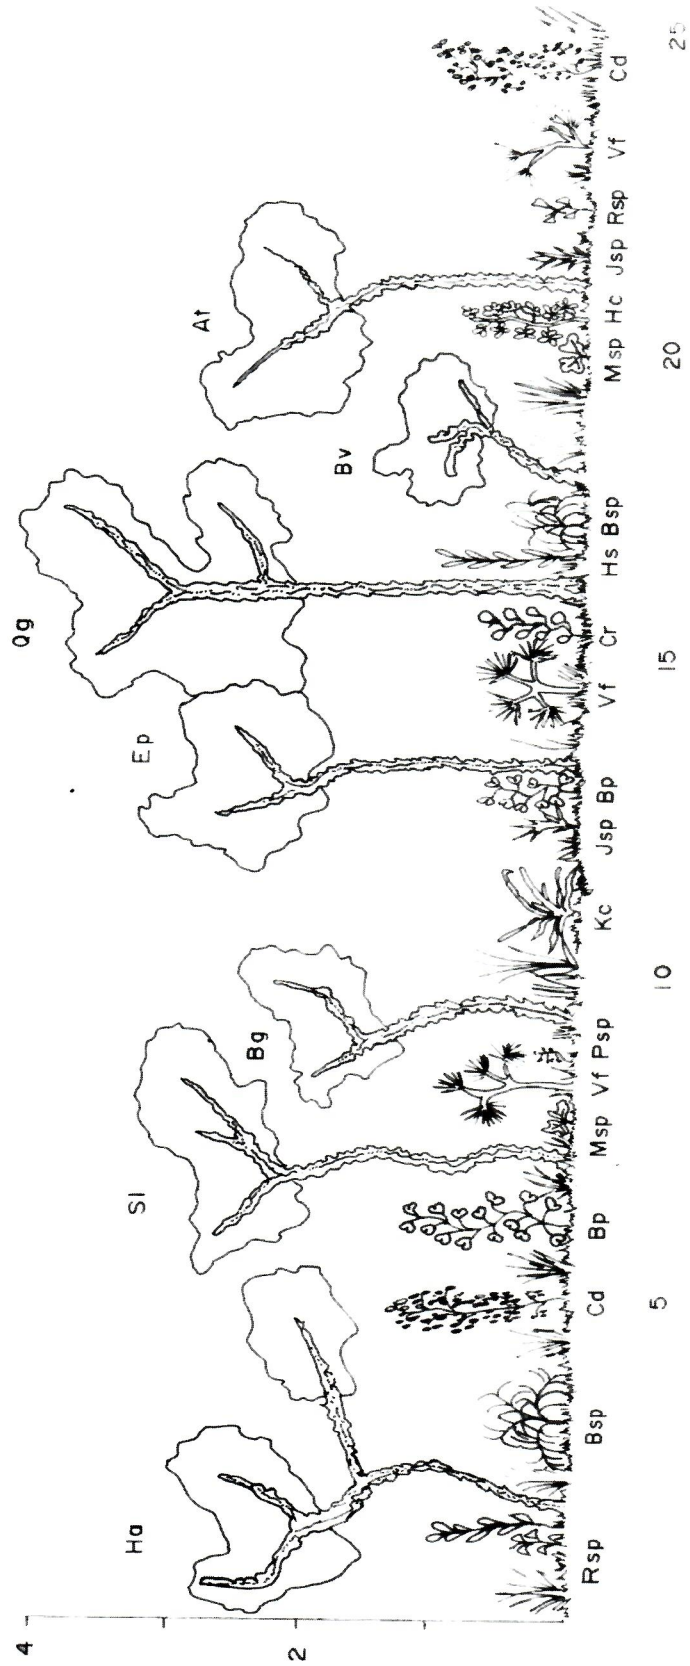 4
2
Qg
Ep
At
Ha
Sl
Bg
Bv
Rsp Bsp Cd Bp Msp Vf Psp Kc Jsp Bp Vf Cr Hs Bsp Msp Hc Jsp Rsp Vf Cd
5 10 15 20 25